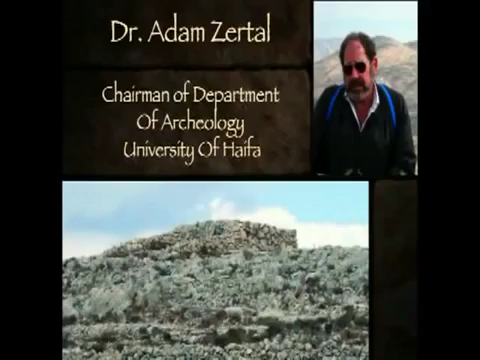 Dr. Adam Zertal
Chairman of Department
Of Archeology
University Of Haifa